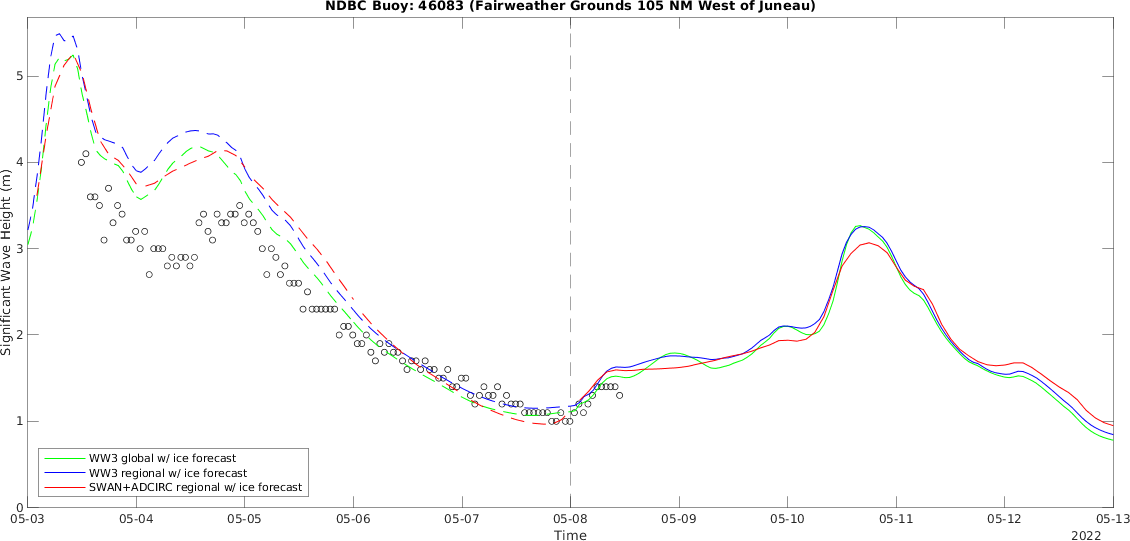 NDBC Buoy: 46083 (Fairweather Grounds 105 NM West of Juneau)
Significant Wave Height (m)
5
4
3
2
1
0
WW3 global w/ ice forecast
WW3 regional w/ ice forecast
SWAN+ADCIRC regional w/ ice forecast
05-03 05-04 05-05 05-06 05-07 05-08 05-09 05-10 05-11 05-12 05-13
Time
2022